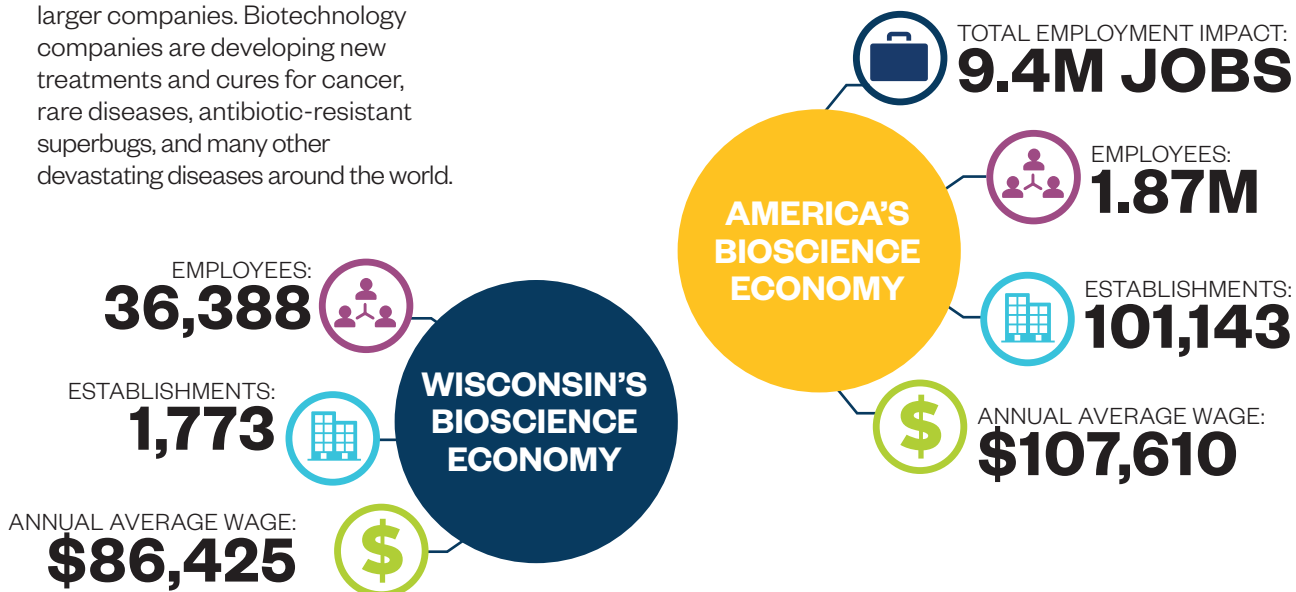 larger companies. Biotechnology
companies are developing new
treatments and cures for cancer,
rare diseases, antibiotic-resistant
superbugs, and many other
devastating diseases around the world.
TOTAL EMPLOYMENT IMPACT:
9.4M JOBS
EMPLOYEES:
1.87M
AMERICA'S
BIOSCIENCE
ECONOMY
ESTABLISHMENTS:
101,143
ANNUAL AVERAGE WAGE:
$107,610
EMPLOYEES:
36,388
ESTABLISHMENTS:
1,773
WISCONSIN'S
BIOSCIENCE
ECONOMY
ANNUAL AVERAGE WAGE:
$86,425
$
$